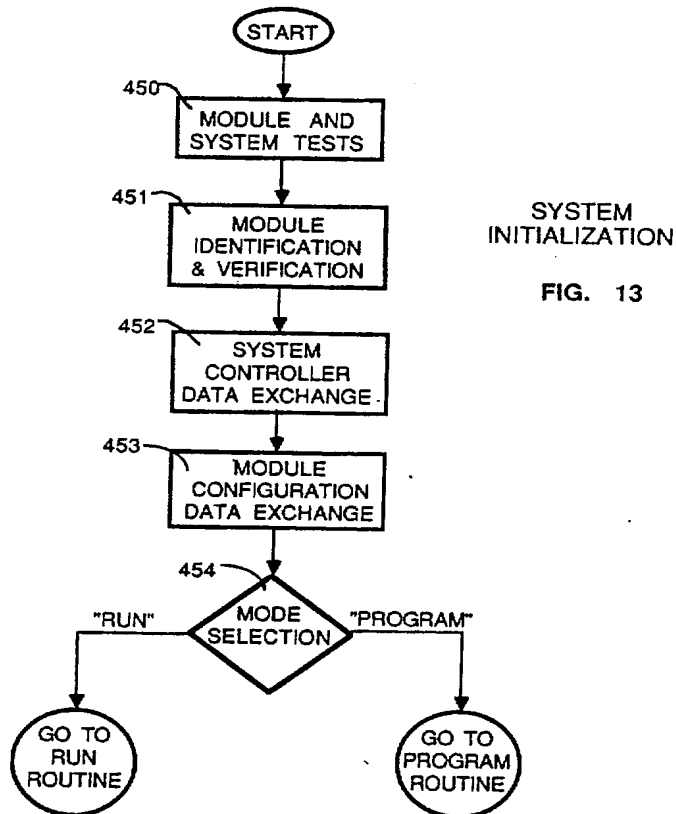 START
450
MODULE AND
SYSTEM TESTS
451
MODULE
IDENTIFICATION
& VERIFICATION
SYSTEM
INITIALIZATION
FIG. 13
452
SYSTEM
CONTROLLER
DATA EXCHANGE
453
MODULE
CONFIGURATION
DATA EXCHANGE
454
MODE
SELECTION
"RUN"
"PROGRAM"
GO TO
RUN
ROUTINE
GO TO
PROGRAM
ROUTINE